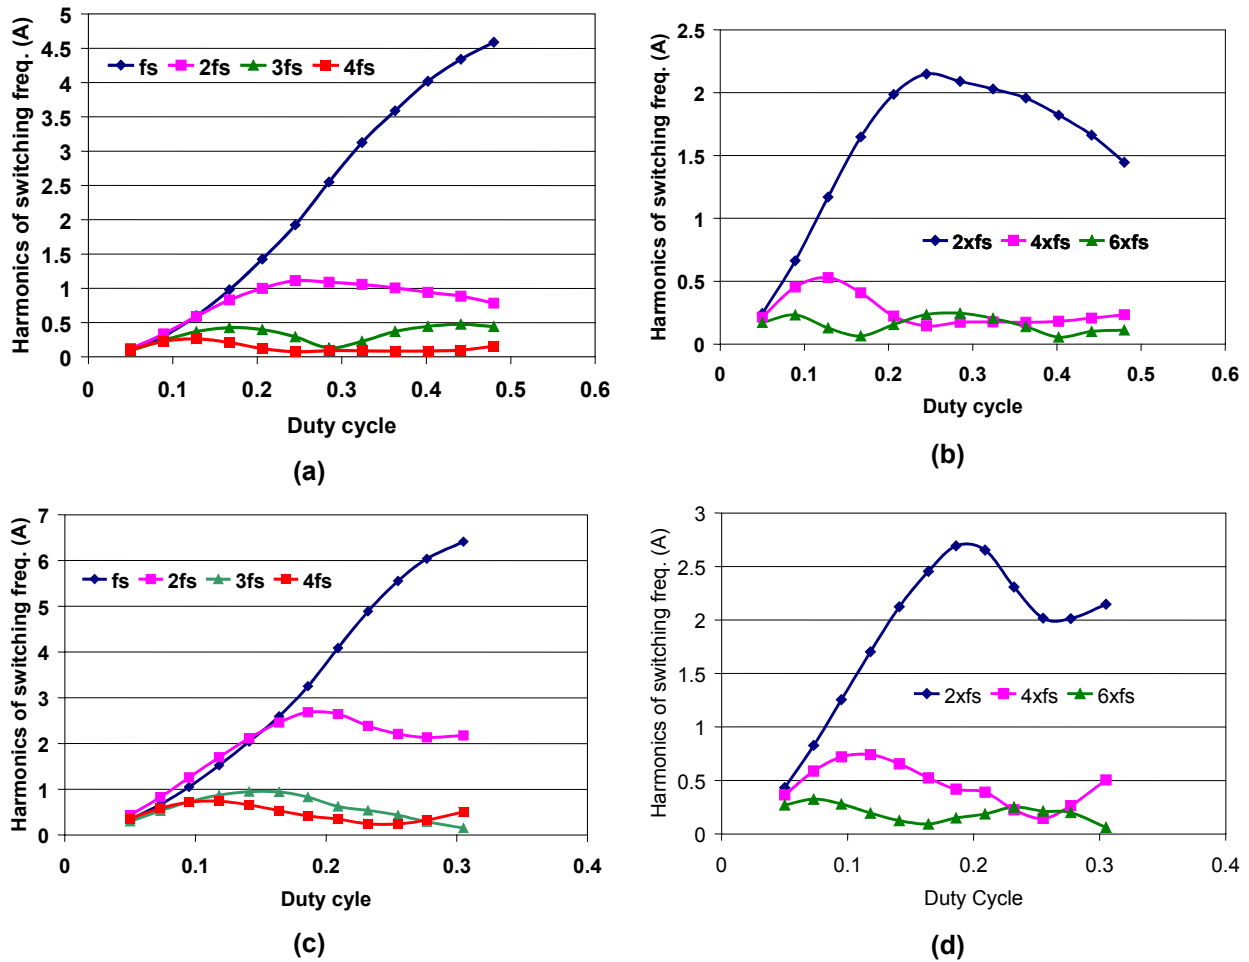 Harmonics of switching freq. (A)
5
4.5
4
3.5
3
2.5
2
1.5
1
0.5
0
fs 2fs 3fs 4fs
0 0.1 0.2 0.3 0.4 0.5 0.6
Duty cycle
(a)
Harmonics of switching freq. (A)
2.5
2
1.5
1
0.5
0
2xfs 4xfs 6xfs
0 0.1 0.2 0.3 0.4 0.5 0.6
Duty cycle
(b)
Harmonics of switching freq. (A)
7
6
5
4
3
2
1
0
fs 2fs 3fs 4fs
0 0.1 0.2 0.3 0.4
Duty cyle
(c)
Harmonics of switching freq. (A)
3
2.5
2
1.5
1
0.5
0
2xfs 4xfs 6xfs
0 0.1 0.2 0.3 0.4
Duty Cycle
(d)